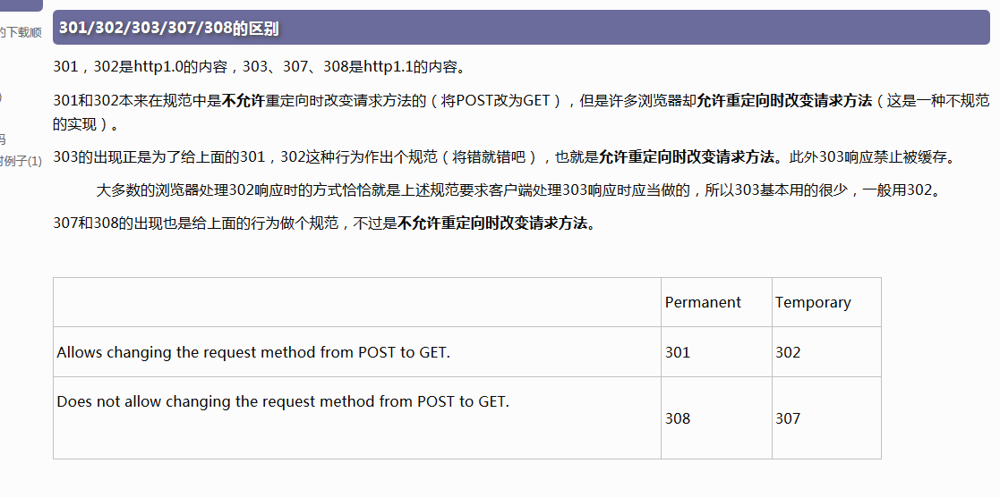 301/302/303/307/308的区别
的下载顺
301，302是http1.0的内容，303、307、308是http1.1的内容。
)
301和302本来在规范中是不允许重定向时改变请求方法的（将POST改为GET），但是许多浏览器却允许重定向时改变请求方法（这是一种不规范
的实现）。
码
例子(1)
303的出现正是为了给上面的301，302这种行为作出个规范（将错就错吧），也就是允许重定向时改变请求方法。此外303响应禁止被缓存。
大多数的浏览器处理302响应时的方式恰恰就是上述规范要求客户端处理303响应时应当做的，所以303基本用的很少，一般用302。
307和308的出现也是给上面的行为做个规范，不过是不允许重定向时改变请求方法。
Permanent Temporary
Allows changing the request method from POST to GET. 301 302
Does not allow changing the request method from POST to GET.
308 307